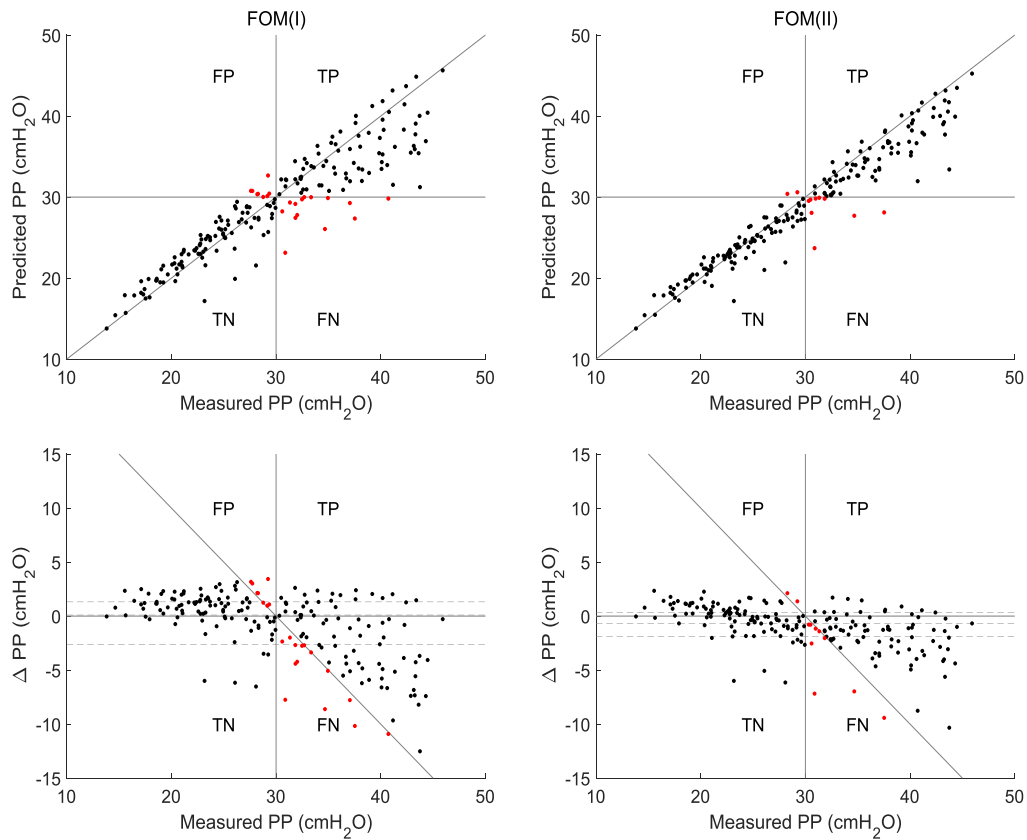 FOM(I)
50
40
30
20
10
Predicted PP (cmH2O)
FP
TP
TN
FN
10
20
30
40
50
Measured PP (cmH2O)
FOM(II)
50
40
30
20
10
Predicted PP (cmH2O)
FP
TP
TN
FN
10
20
30
40
50
Measured PP (cmH2O)
15
10
5
0
-5
-10
-15
Δ PP (cmH2O)
FP
TP
TN
FN
10
20
30
40
50
Measured PP (cmH2O)
15
10
5
0
-5
-10
-15
Δ PP (cmH2O)
FP
TP
TN
FN
10
20
30
40
50
Measured PP (cmH2O)